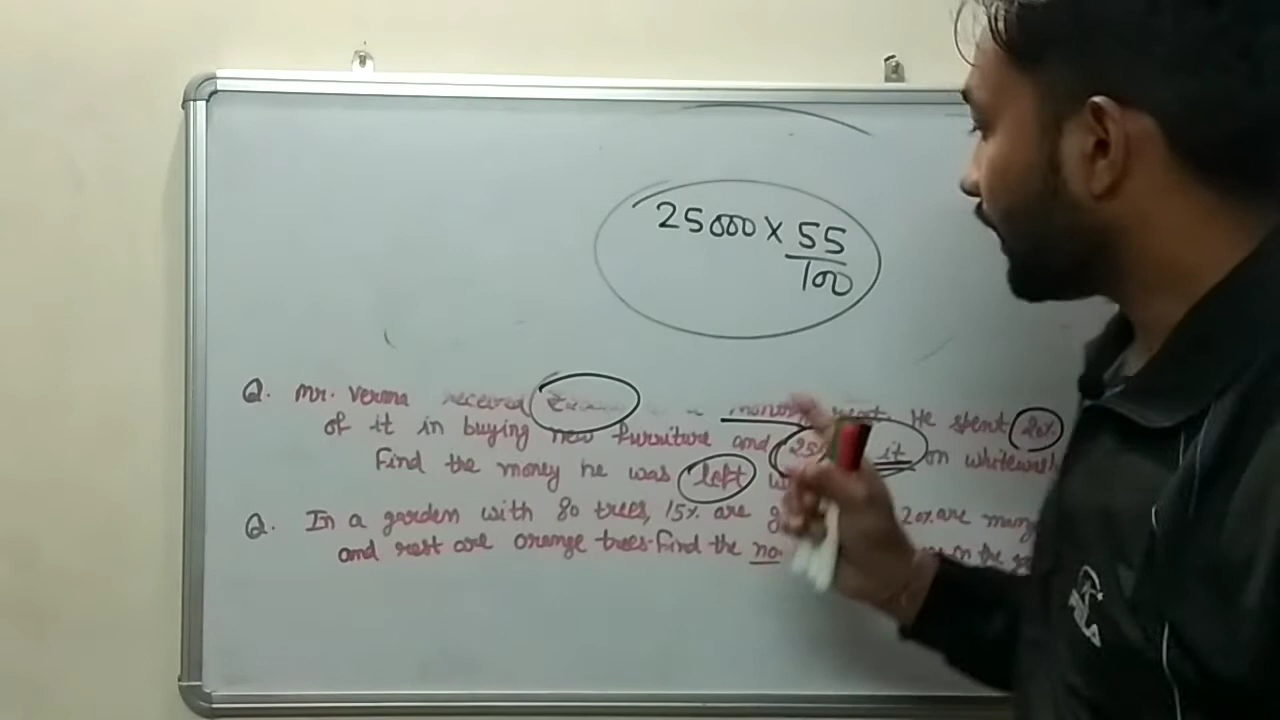 25000 x 55
100
Q. Mr. Verma received He spent 20%
of it in buying new furniture and 25% it on whitewash
Find the money he was left
Q. In a garden with 80 trees, 15% are 20% are
and rest are orange trees. Find the no. in the